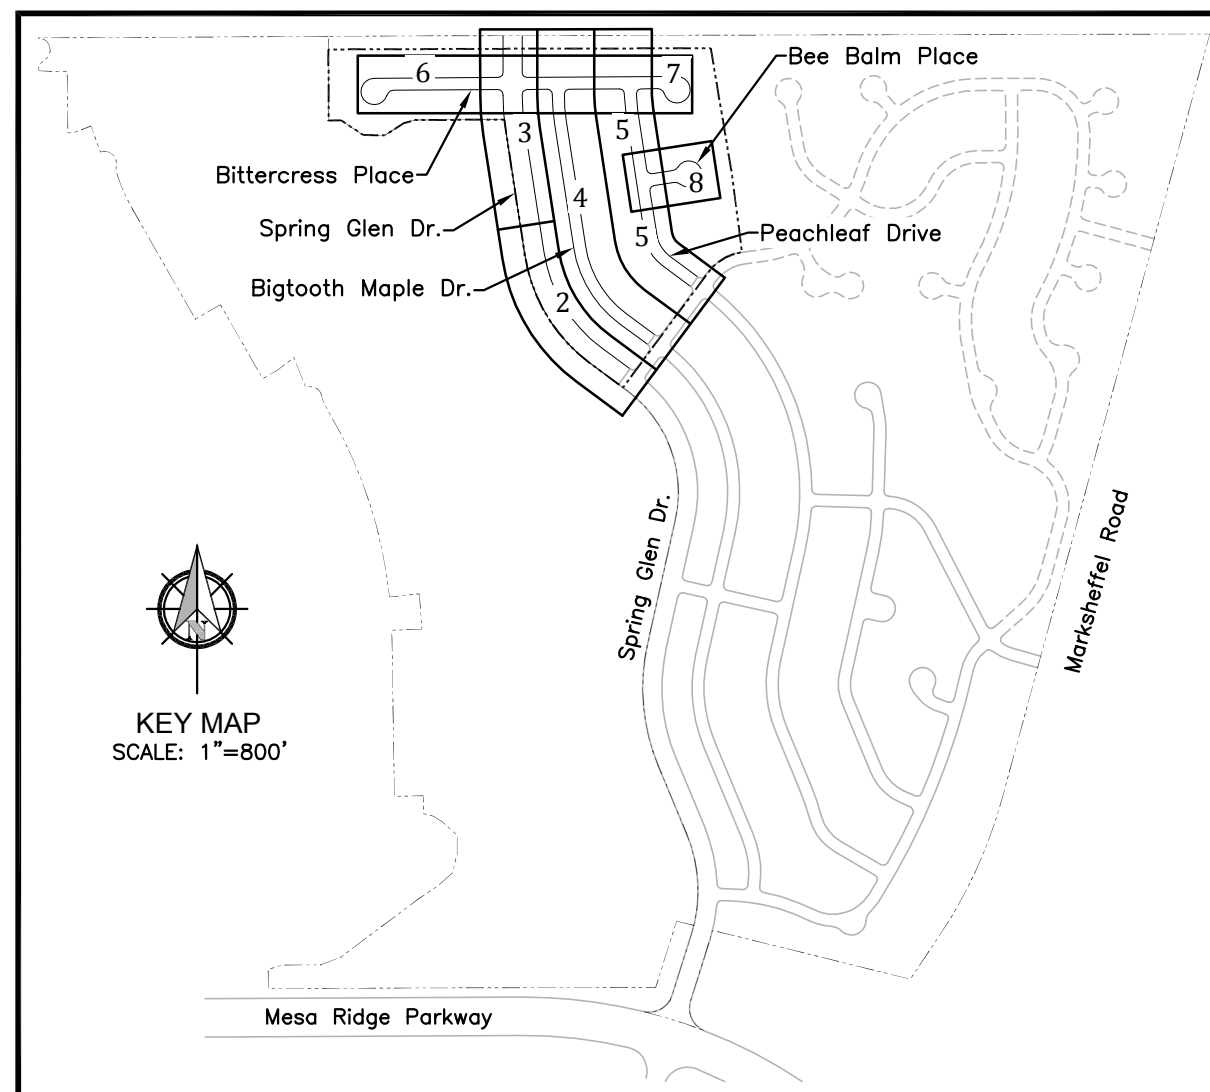 Bee Balm Place
6
7
3
5
Bittercress Place
8
4
Spring Glen Dr.
5
Peachleaf Drive
Bigtooth Maple Dr.
2
Spring Glen Dr.
Marksheffel Road
N
KEY MAP
SCALE: 1"=800'
Mesa Ridge Parkway